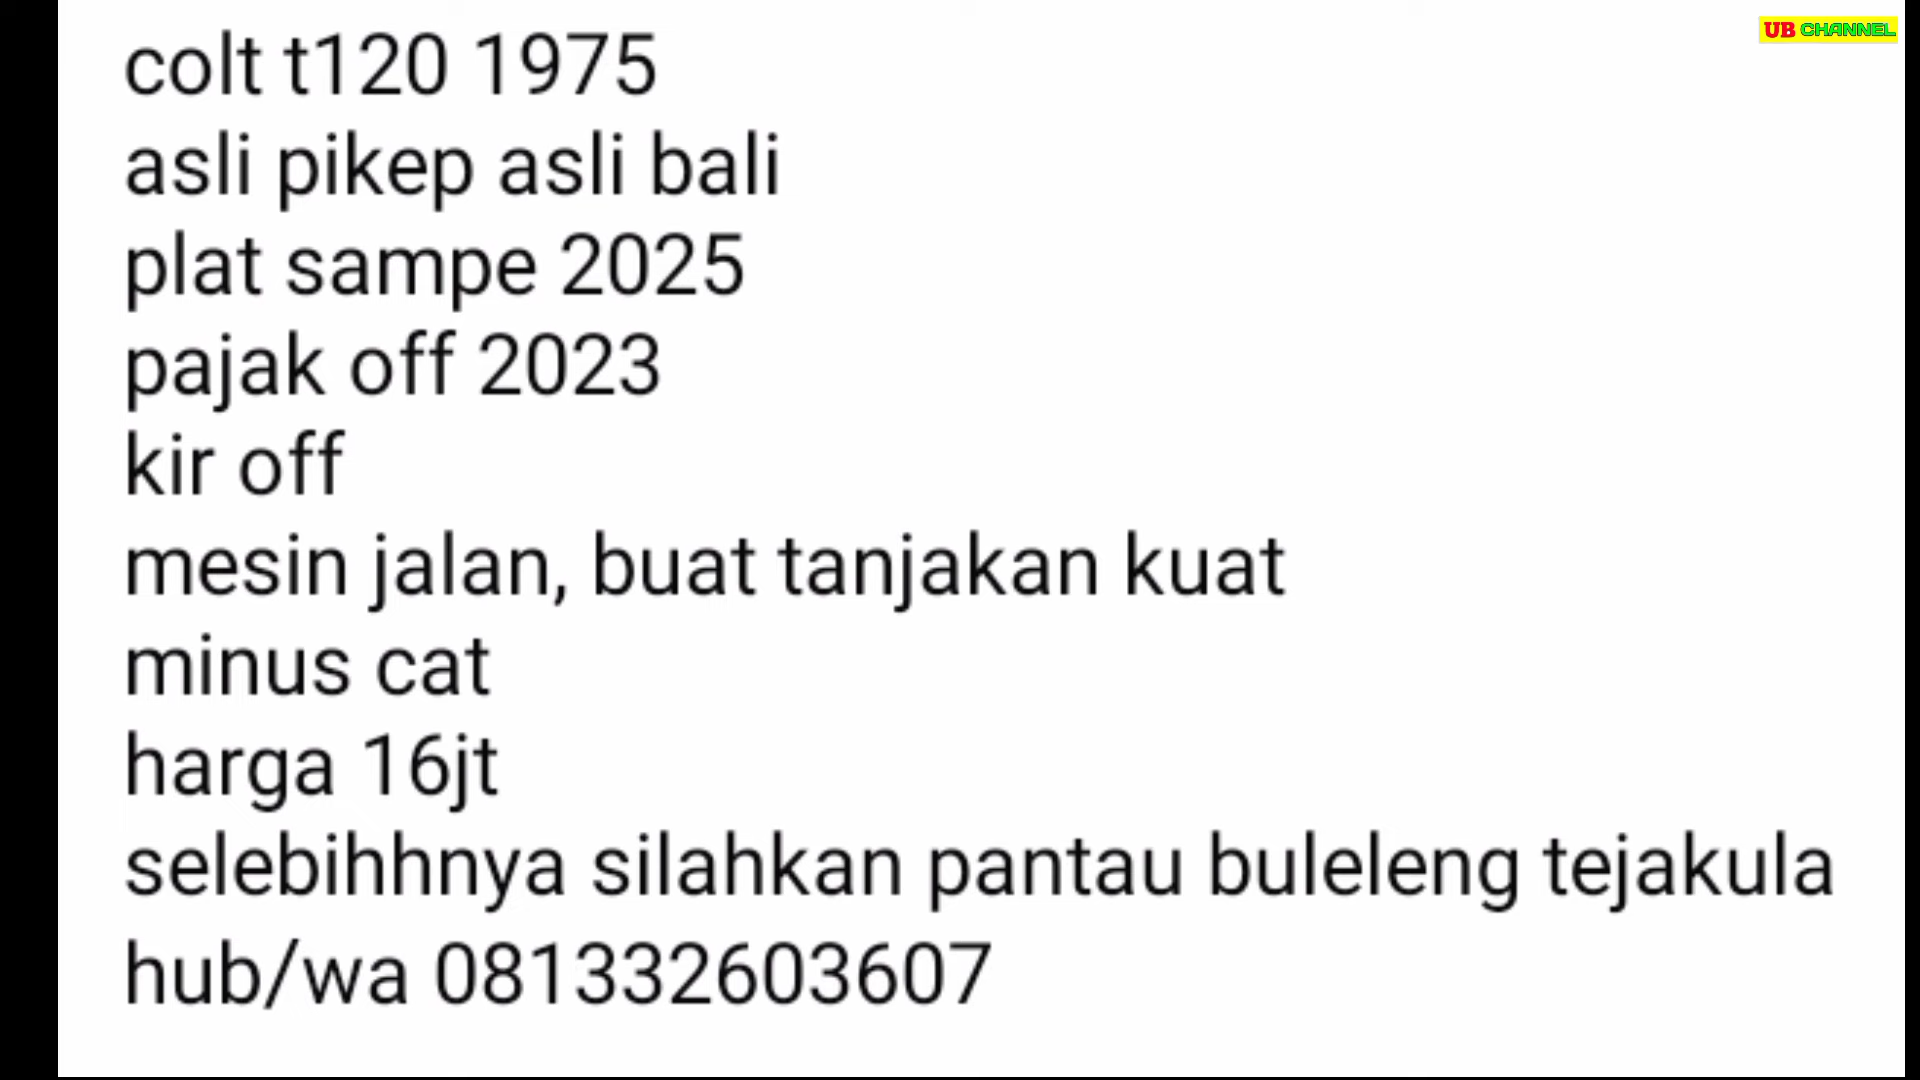 UB CHANNEL
colt t120 1975
asli pikep asli bali
plat sampe 2025
pajak off 2023
kir off
mesin jalan, buat tanjakan kuat
minus cat
harga 16jt
selebihhnya silahkan pantau buleleng tejakula
hub/wa 081332603607